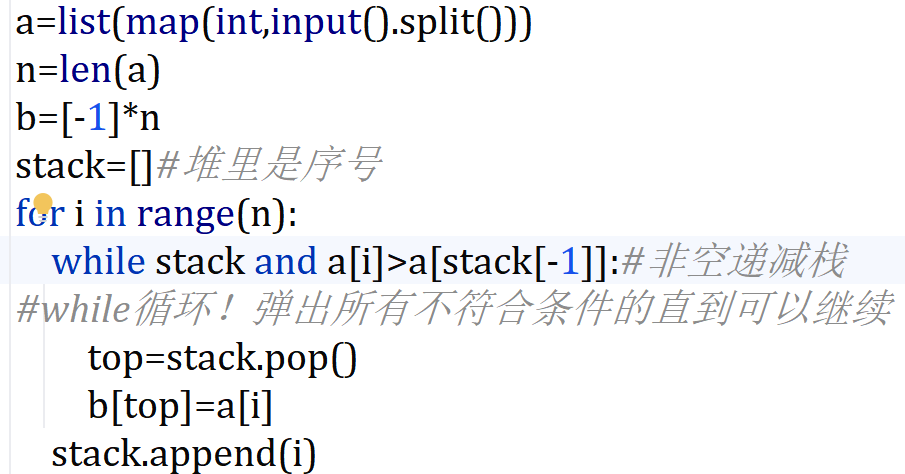 a=list(map(int,input().split()))
n=len(a)
b=[-1]*n
stack=[]#堆里是序号
for i in range(n):
    while stack and a[i]>a[stack[-1]]:#非空递减栈
#while循环！弹出所有不符合条件的直到可以继续
        top=stack.pop()
        b[top]=a[i]
    stack.append(i)